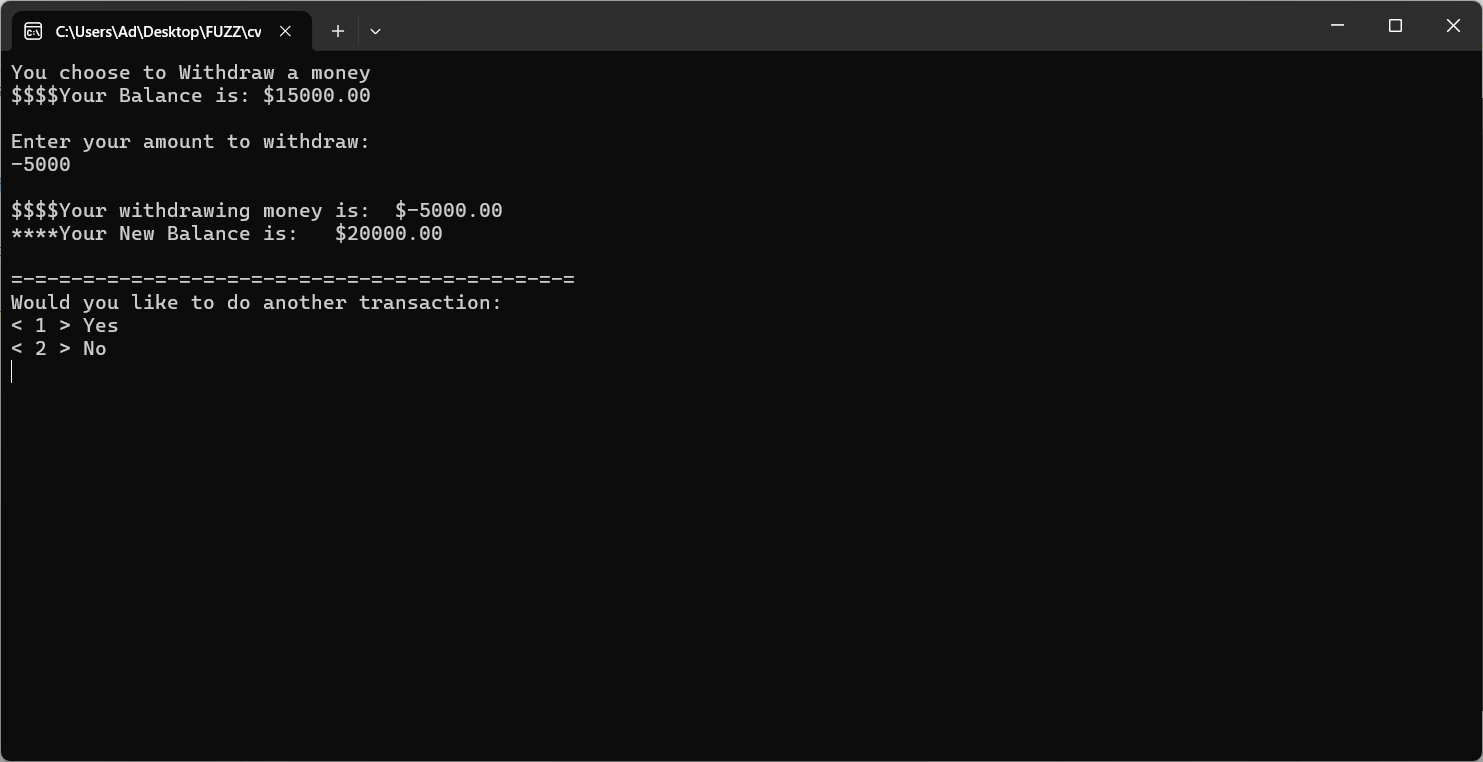 C:\Users\Ad\Desktop\FUZZ\cv
You choose to Withdraw a money
$$$$Your Balance is: $15000.00
Enter your amount to withdraw:
-5000
$$$$Your withdrawing money is:  $-5000.00
****Your New Balance is:   $20000.00
=-=-=-=-=-=-=-=-=-=-=-=-=-=-=-=-=-=-=-=-=-=-=-=
Would you like to do another transaction:
< 1 > Yes
< 2 > No